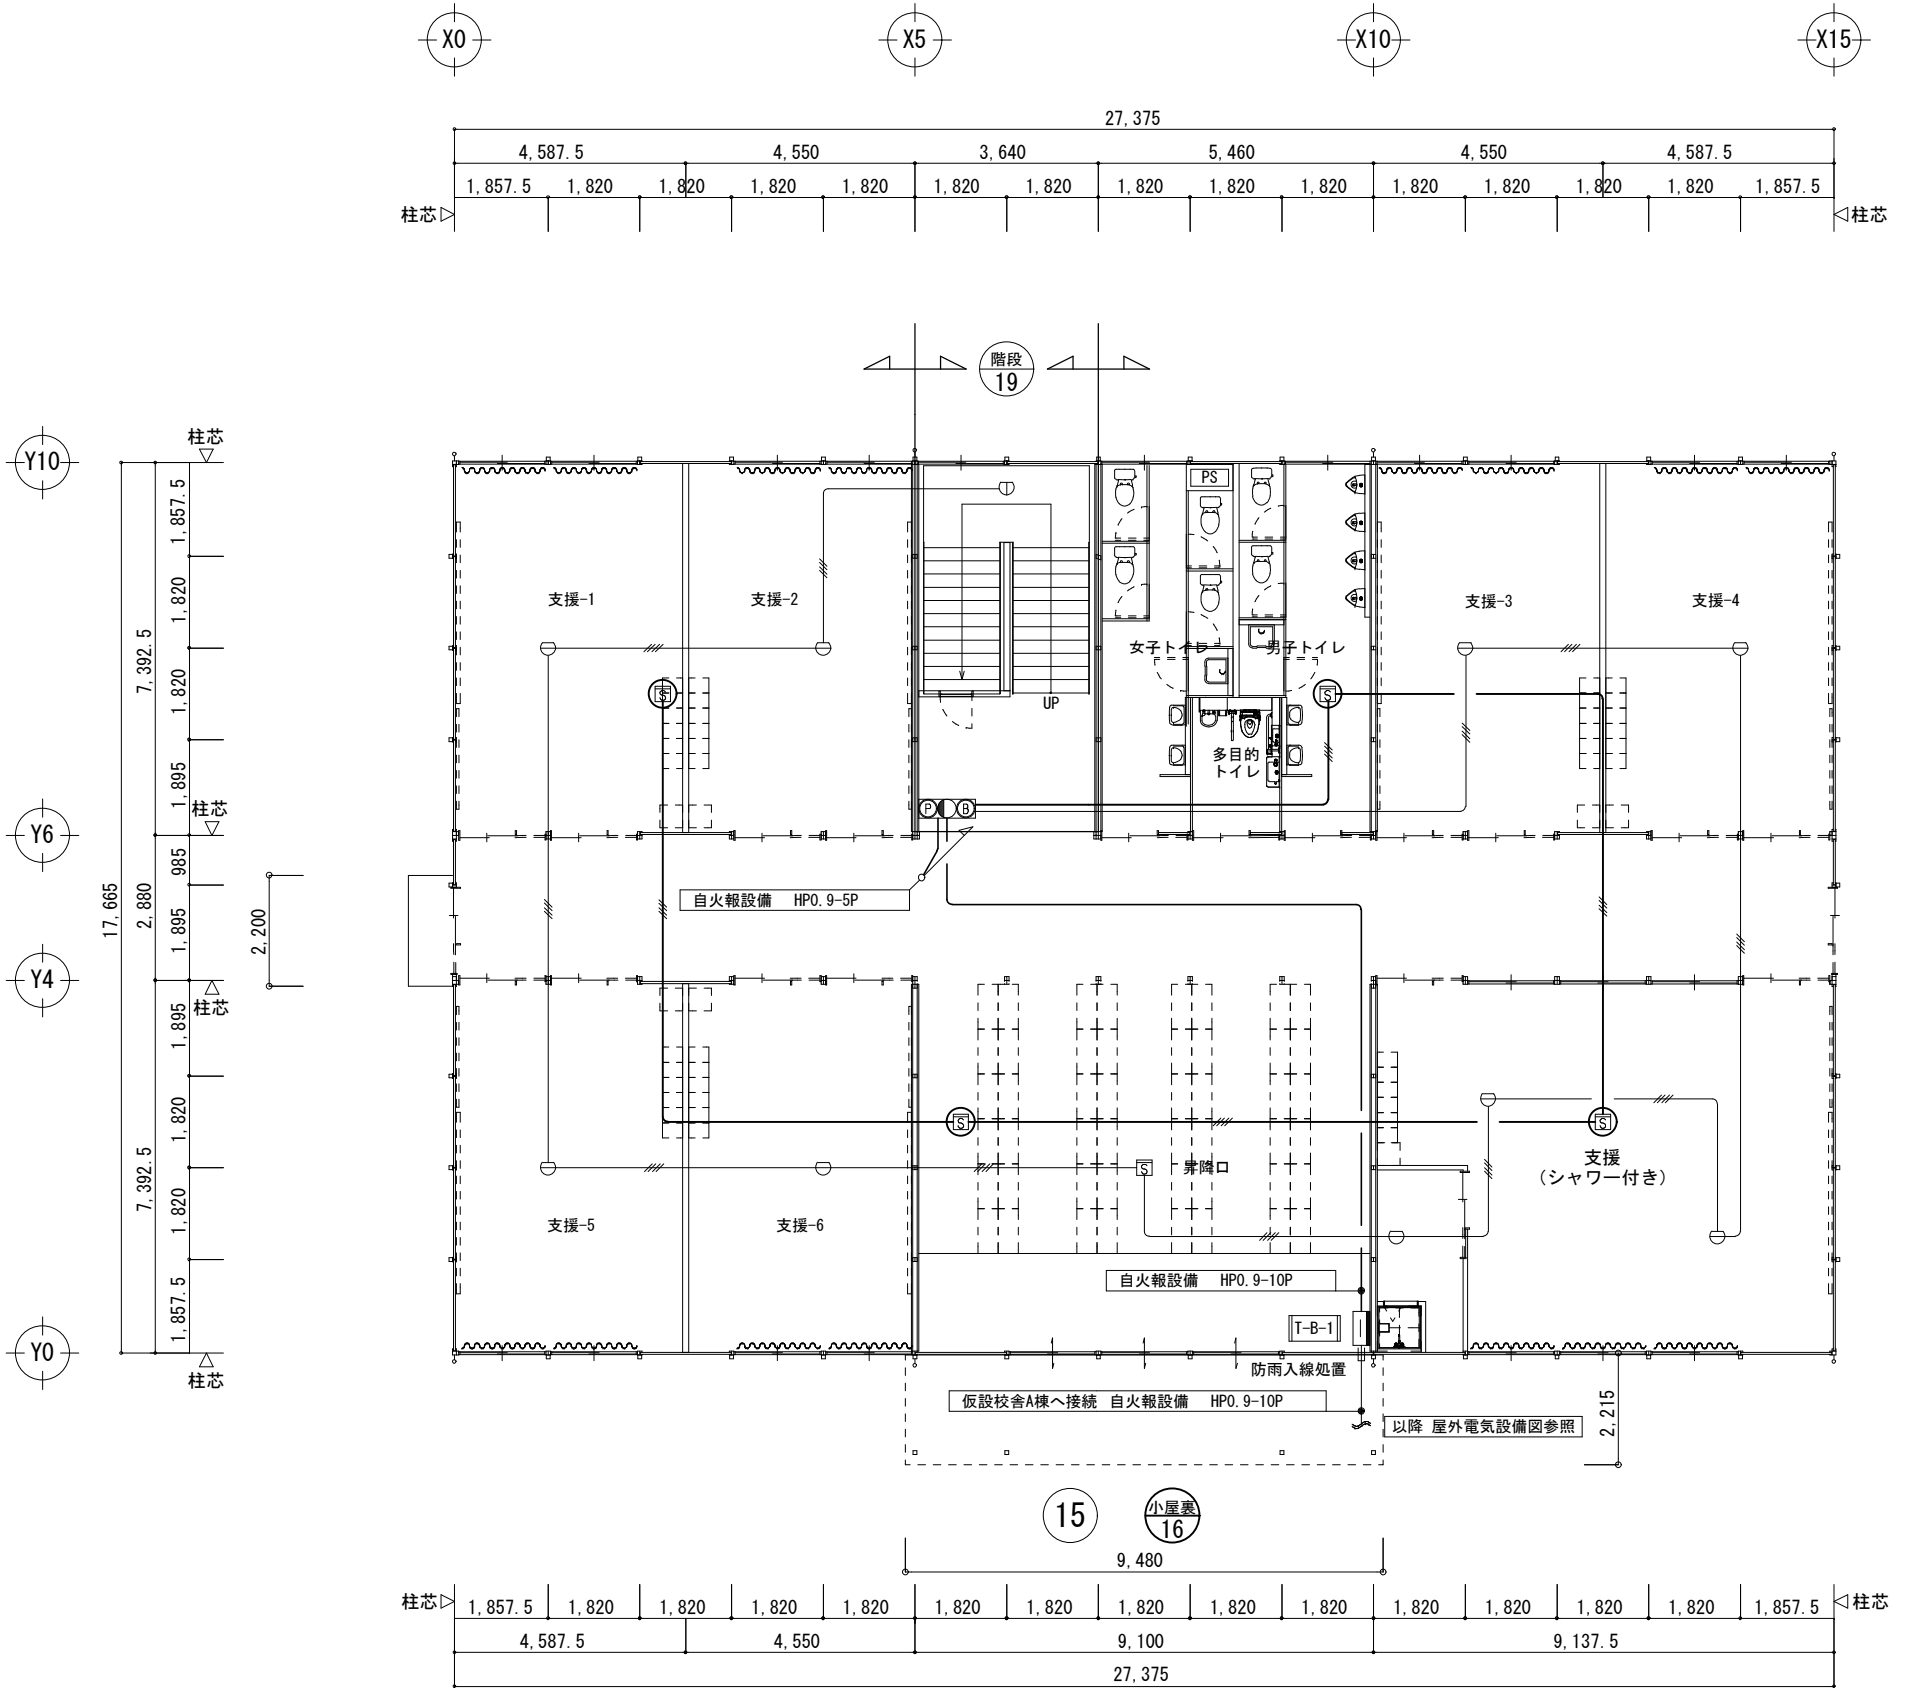 X0
X5
X10
X15
27,375
4,587.5
4,550
3,640
5,460
4,550
4,587.5
1,857.5
1,820
1,820
1,820
1,820
1,820
1,820
1,820
1,820
1,820
1,820
1,820
1,820
1,820
1,857.5
柱芯
柱芯
階段
19
Y10
柱芯
1,857.5
1,820
1,820
1,895
7,392.5
柱芯
Y6
985
1,895
2,880
17,665
2,200
Y4
柱芯
1,895
1,820
1,820
1,857.5
7,392.5
Y0
柱芯
PS
支援-1
支援-2
支援-3
支援-4
女子トイレ
男子トイレ
S
S
UP
多目的
トイレ
P
B
自火報設備 HP0.9-5P
S
S
S
昇降口
支援
(シャワー付き)
支援-5
支援-6
自火報設備 HP0.9-10P
T-B-1
防雨入線処置
仮設校舎A棟へ接続 自火報設備 HP0.9-10P
以降 屋外電気設備図参照
2,215
15
小屋裏
16
9,480
柱芯
柱芯
1,857.5
1,820
1,820
1,820
1,820
1,820
1,820
1,820
1,820
1,820
1,820
1,820
1,820
1,820
1,857.5
4,587.5
4,550
9,100
9,137.5
27,375